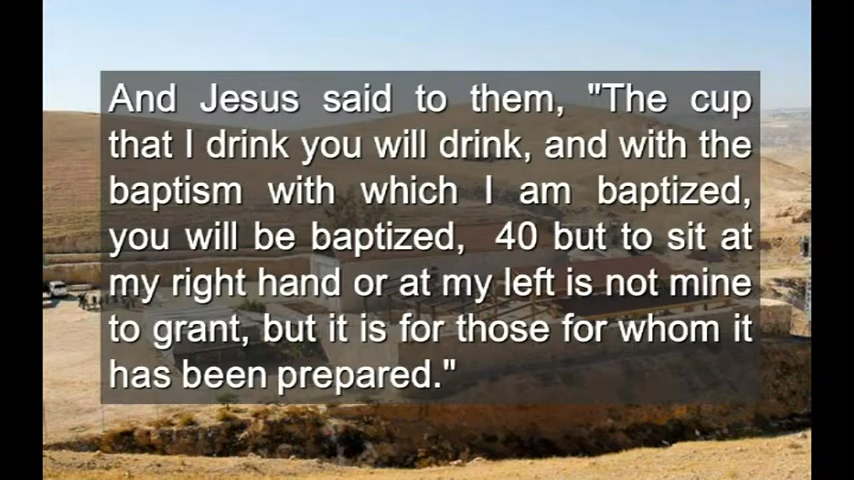 And Jesus said to them, "The cup
that I drink you will drink, and with the
baptism with which I am baptized,
you will be baptized, 40 but to sit at
my right hand or at my left is not mine
to grant, but it is for those for whom it
has been prepared."